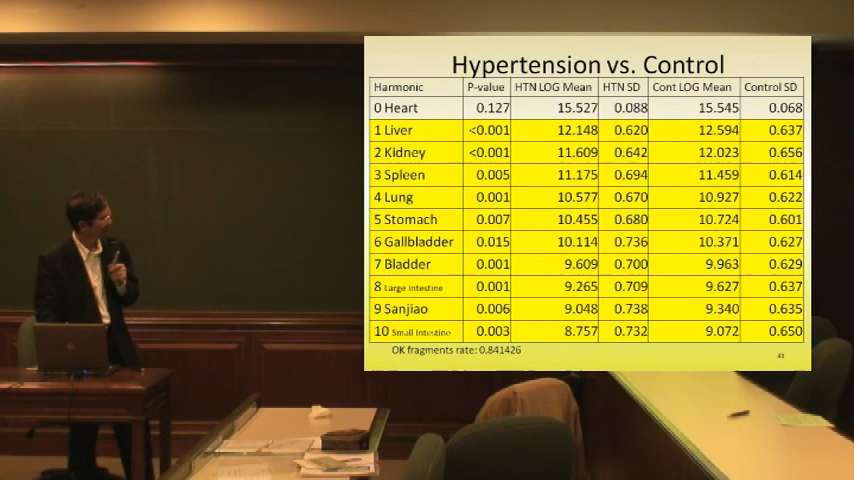 Hypertension vs. Control
Harmonic P-value HTN LOG Mean HTN SD Cont LOG Mean Control SD
0 Heart 0.127 15.527 0.088 15.545 0.068
1 Liver <0.001 12.148 0.620 12.594 0.637
2 Kidney <0.001 11.609 0.642 12.023 0.656
3 Spleen 0.005 11.175 0.694 11.459 0.614
4 Lung 0.001 10.577 0.670 10.927 0.622
5 Stomach 0.007 10.455 0.680 10.724 0.601
6 Gallbladder 0.015 10.114 0.736 10.371 0.627
7 Bladder 0.001 9.609 0.700 9.963 0.629
8 Large Intestine 0.001 9.265 0.709 9.627 0.637
9 Sanjiao 0.006 9.048 0.738 9.340 0.635
10 Small Intestine 0.003 8.757 0.732 9.072 0.650
OK fragments rate: 0.841426
41